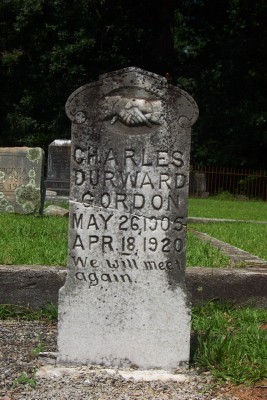 CHARLES
DURWARD
GORDON
MAY 26, 1905
APR. 18, 1920
We will meet
again.